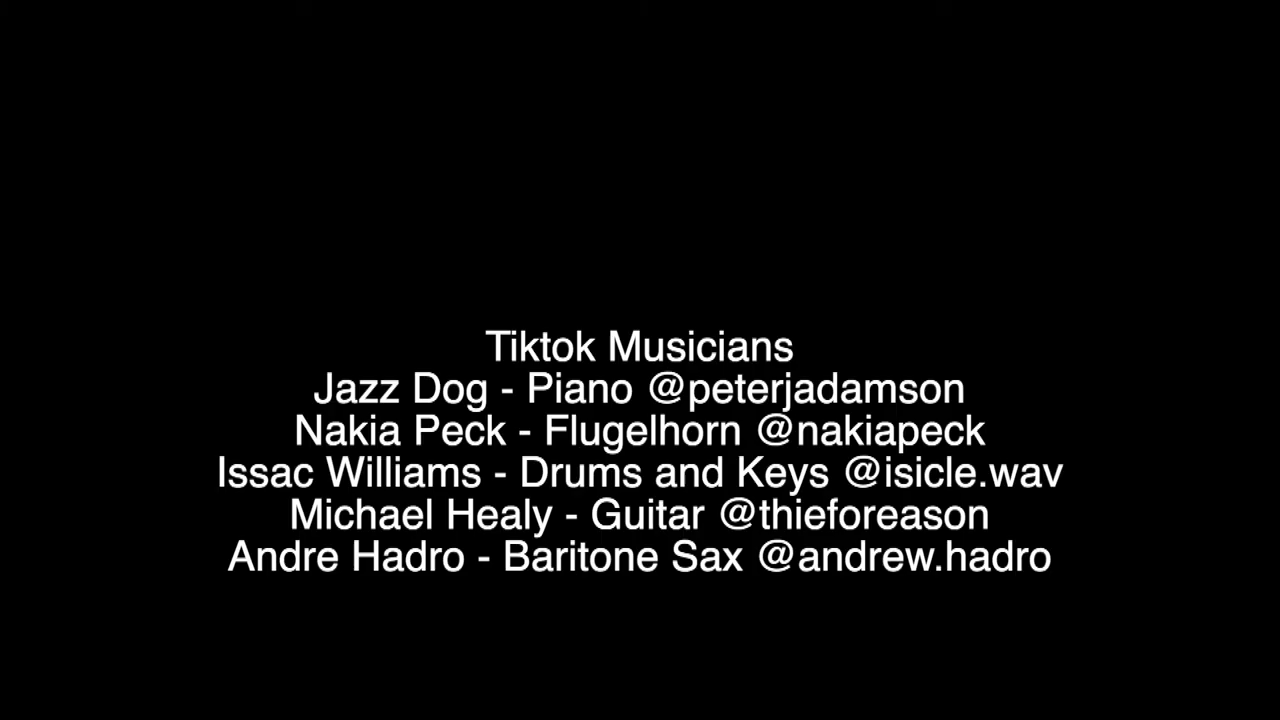 Tiktok Musicians
Jazz Dog - Piano @peterjadamson
Nakia Peck - Flugelhorn @nakiapeck
Issac Williams - Drums and Keys @isicle.wav
Michael Healy - Guitar @thieforeason
Andre Hadro - Baritone Sax @andrew.hadro